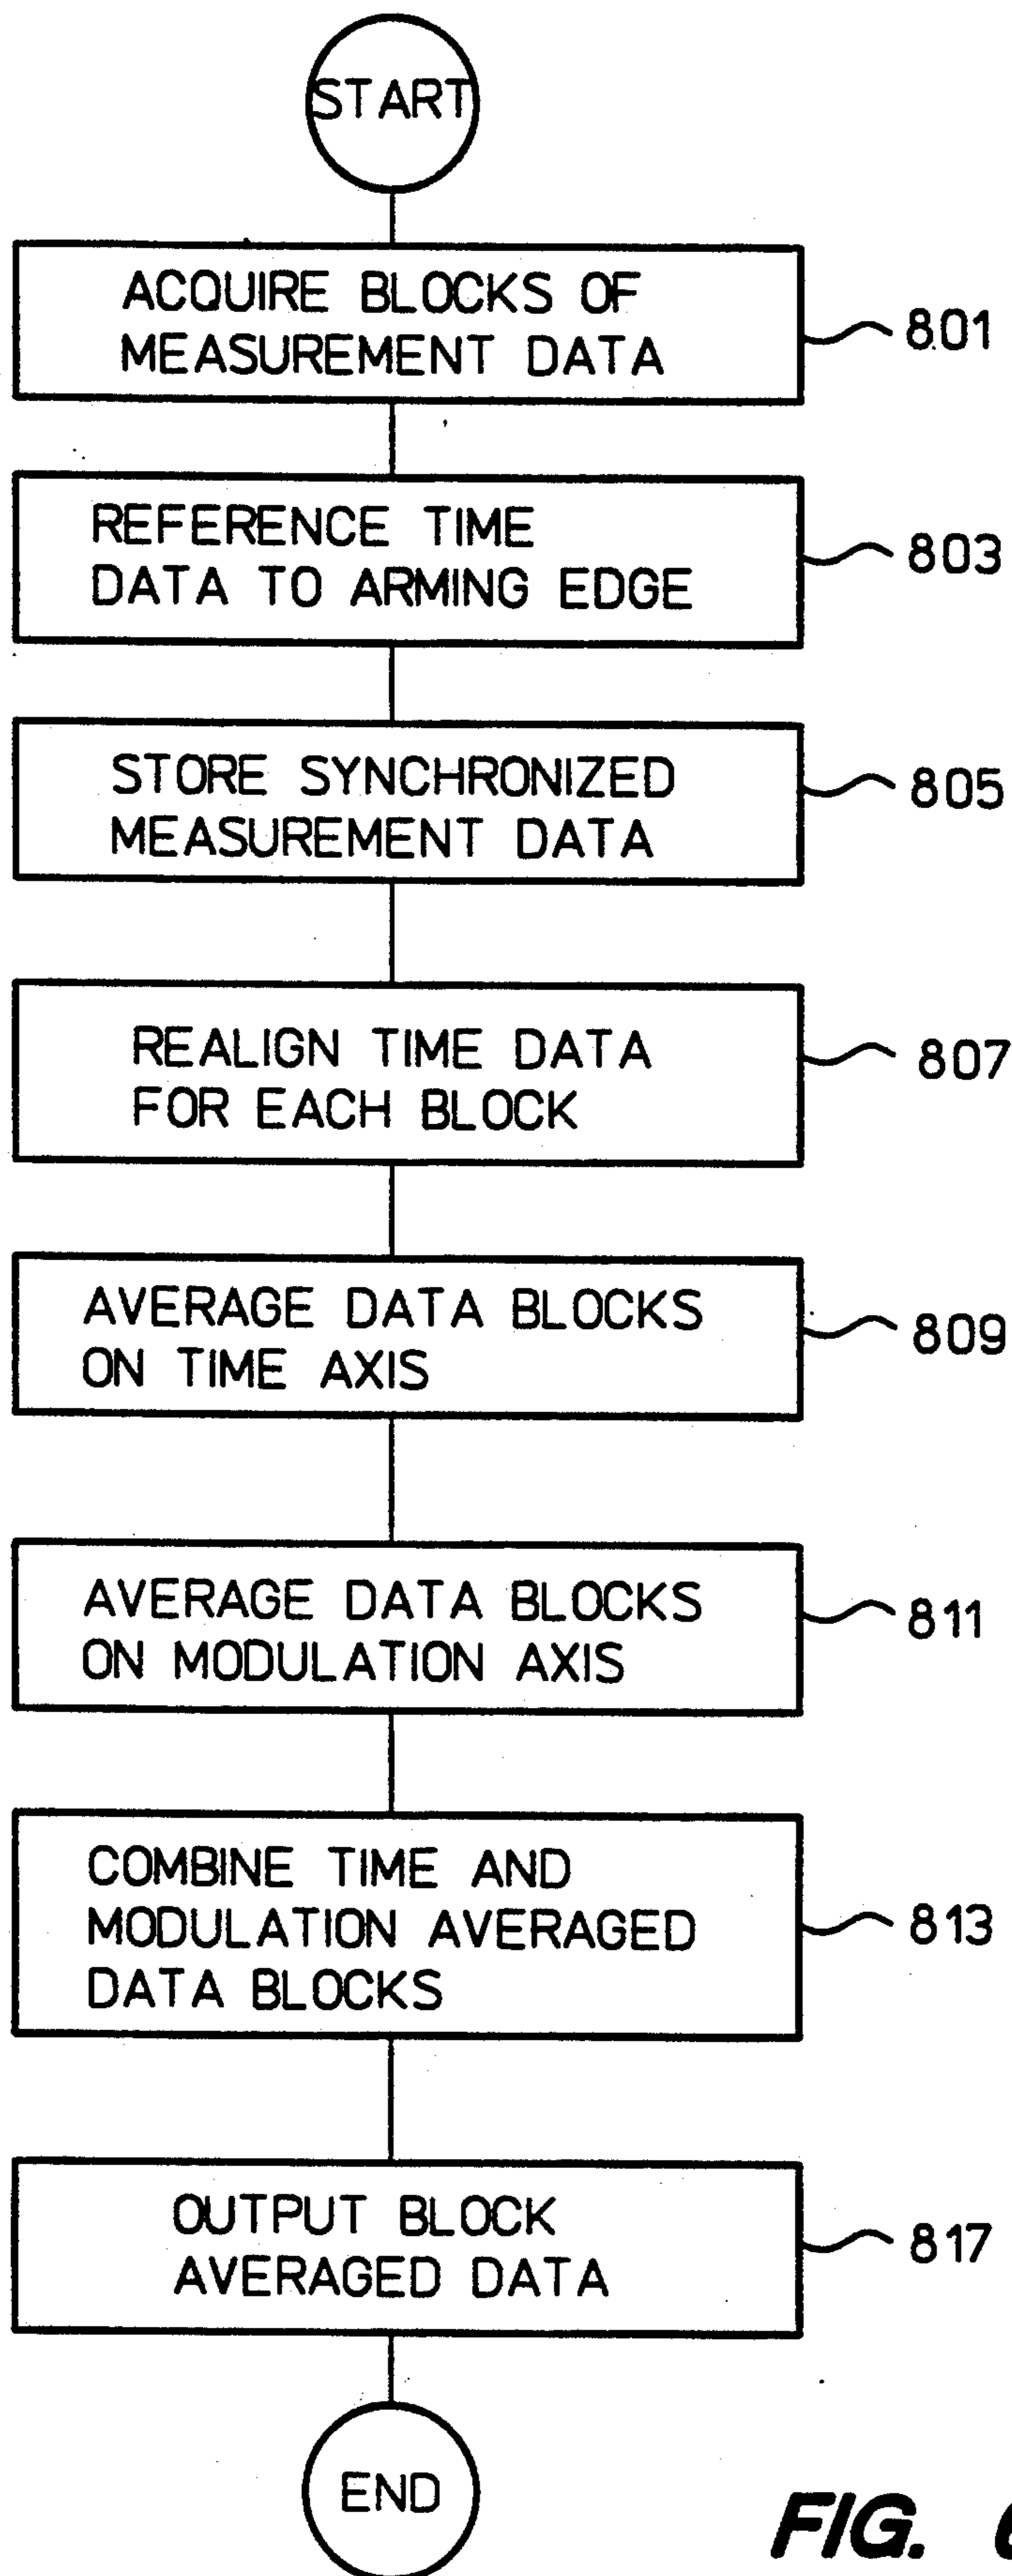 START
ACQUIRE BLOCKS OF
MEASUREMENT DATA
801
REFERENCE TIME
DATA TO ARMING EDGE
803
STORE SYNCHRONIZED
MEASUREMENT DATA
805
REALIGN TIME DATA
FOR EACH BLOCK
807
AVERAGE DATA BLOCKS
ON TIME AXIS
809
AVERAGE DATA BLOCKS
ON MODULATION AXIS
811
COMBINE TIME AND
MODULATION AVERAGED
DATA BLOCKS
813
OUTPUT BLOCK
AVERAGED DATA
817
END
FIG.